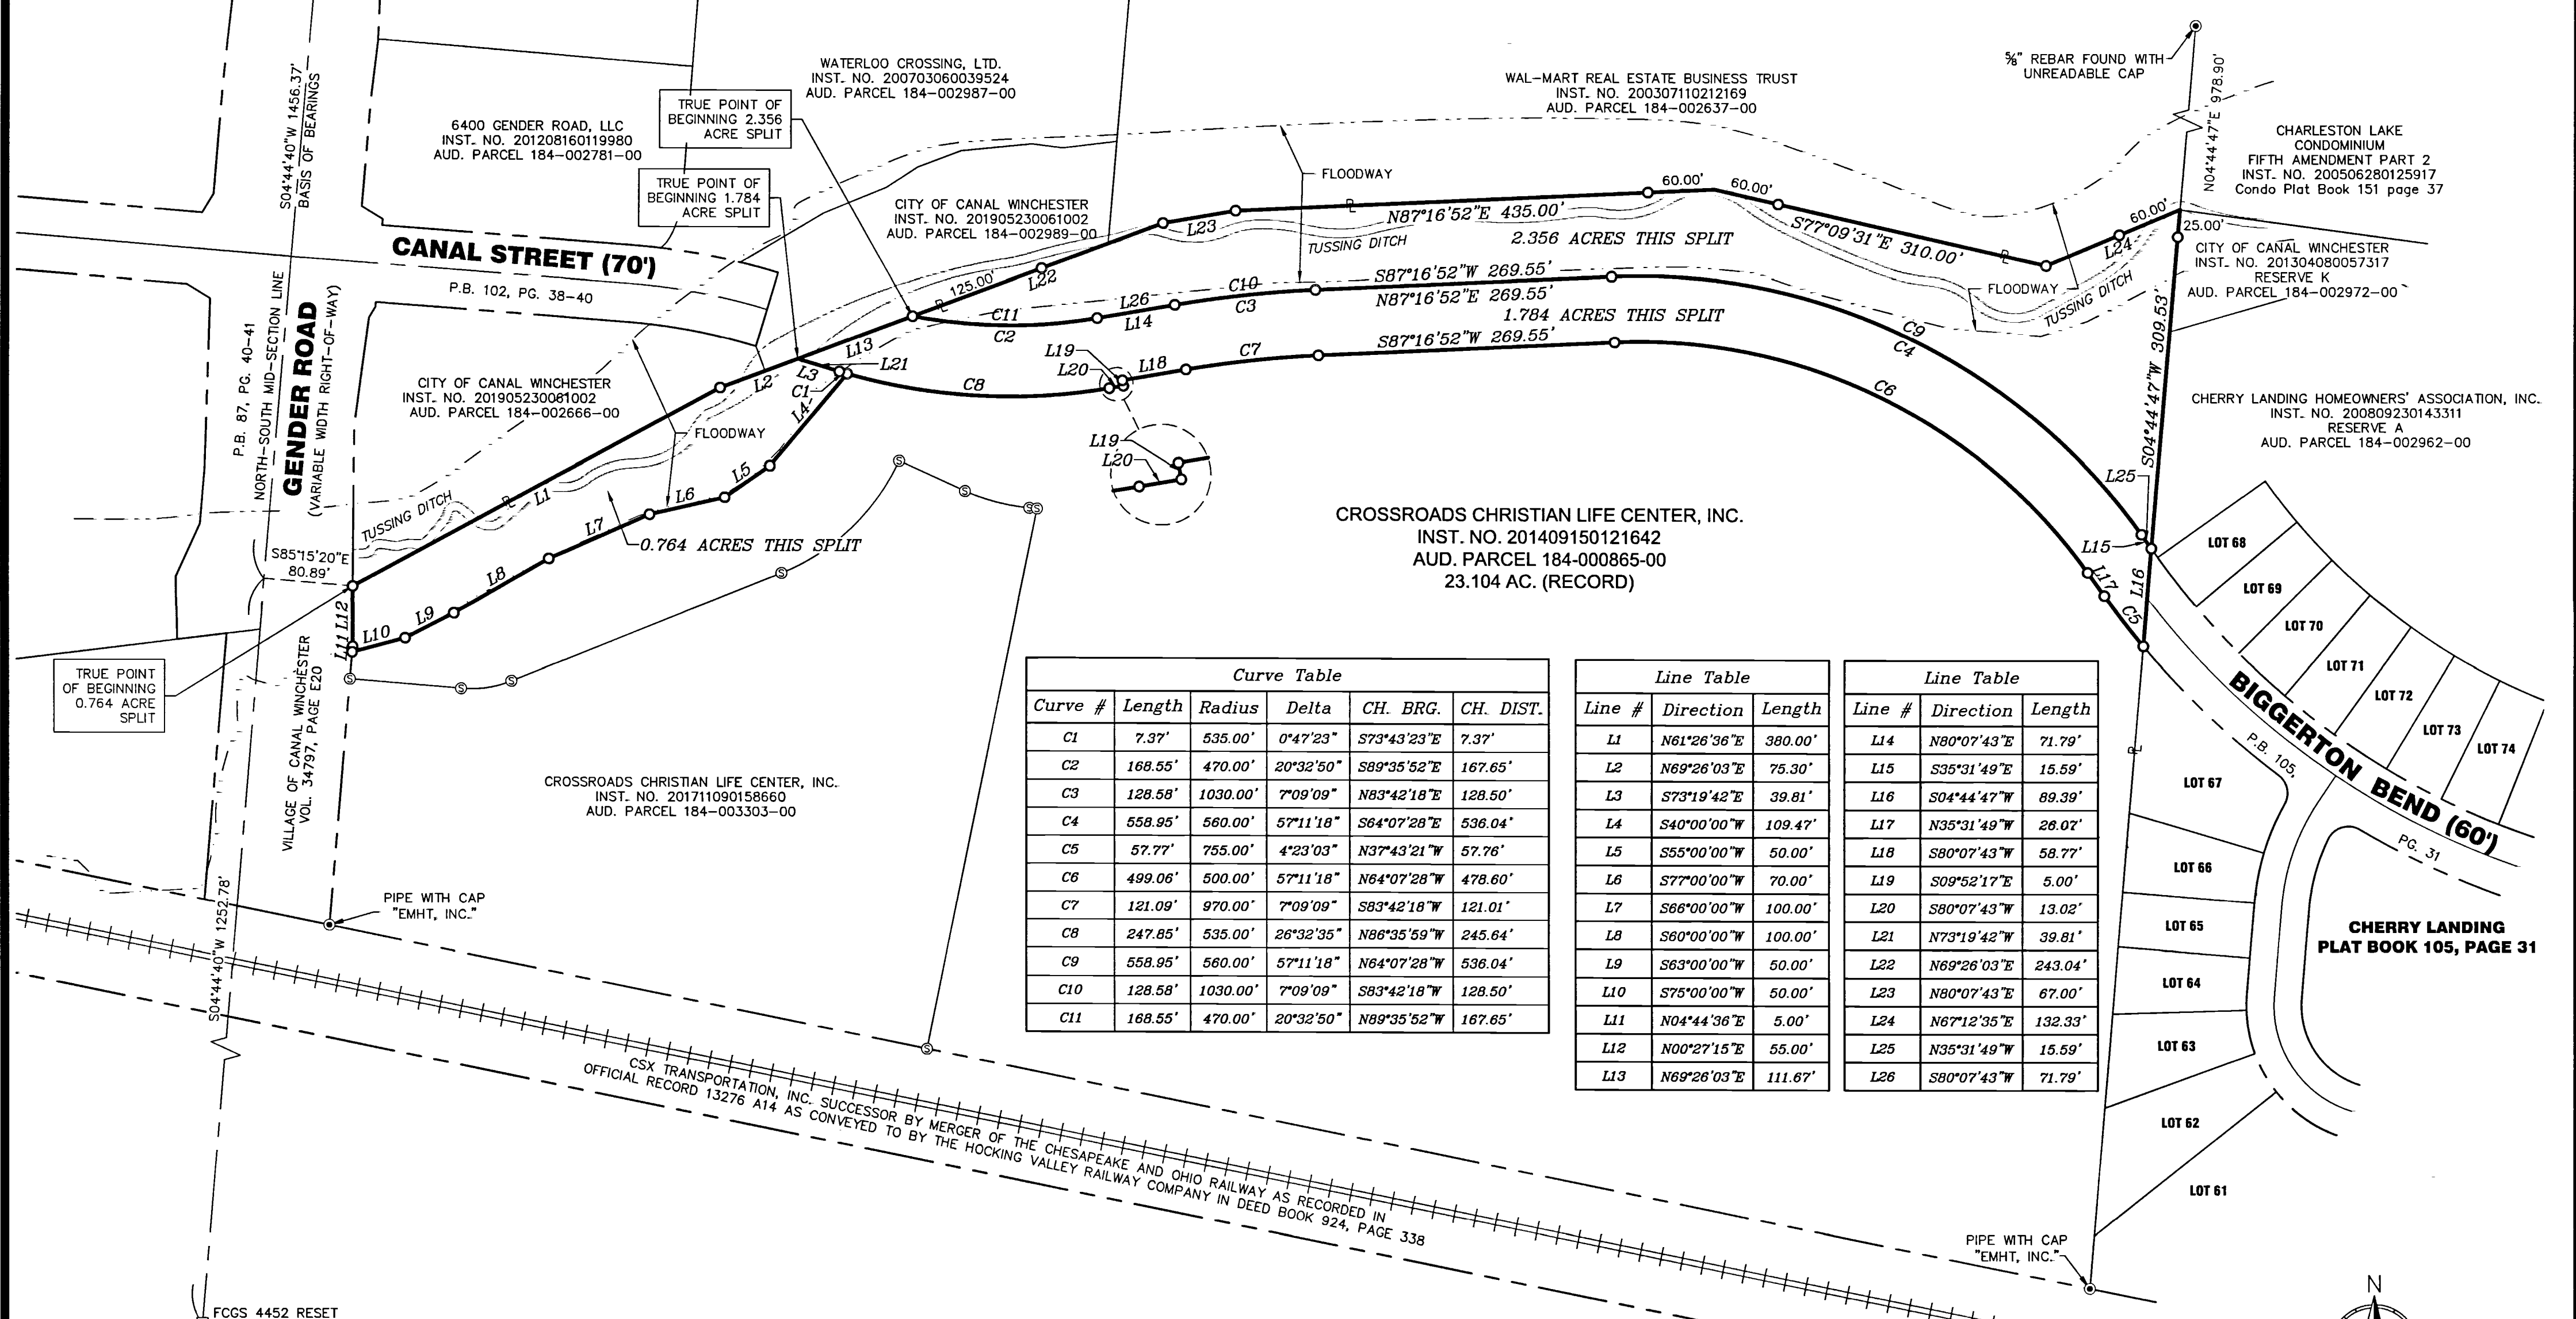 S04°44'40"W 1456.37'
BASIS OF BEARINGS
6400 GENDER ROAD, LLC
INST. NO. 201208160119980
AUD. PARCEL 184-002781-00
WATERLOO CROSSING, LTD.
INST. NO. 200703060039524
AUD. PARCEL 184-002987-00
TRUE POINT OF
BEGINNING 2.356
ACRE SPLIT
TRUE POINT OF
BEGINNING 1.784
ACRE SPLIT
WAL-MART REAL ESTATE BUSINESS TRUST
INST. NO. 200307110212169
AUD. PARCEL 184-002637-00
⅝" REBAR FOUND WITH
UNREADABLE CAP
N04°44'47"E 978.90'
CHARLESTON LAKE
CONDOMINIUM
FIFTH AMENDMENT PART 2
INST. NO. 200506280125917
Condo Plat Book 151 page 37
CITY OF CANAL WINCHESTER
INST. NO. 201905230061002
AUD. PARCEL 184-002989-00
FLOODWAY
60.00'
60.00'
60.00'
25.00'
N87°16'52"E 435.00'
S77°09'31"E 310.00'
L23
L24
TUSSING DITCH
2.356 ACRES THIS SPLIT
CITY OF CANAL WINCHESTER
INST. NO. 201304080057317
RESERVE K
AUD. PARCEL 184-002972-00
FLOODWAY
TUSSING DITCH
CANAL STREET (70')
P.B. 102, PG. 38-40
125.00'
L22
S87°16'52"W 269.55'
N87°16'52"E 269.55'
C10
C3
L26
L14
C11
C2
1.784 ACRES THIS SPLIT
S87°16'52"W 269.55'
C9
C4
C6
S04°44'47"W 309.53'
P.B. 87, PG. 40-41
NORTH-SOUTH MID-SECTION LINE
GENDER ROAD
(VARIABLE WIDTH RIGHT-OF-WAY)
CITY OF CANAL WINCHESTER
INST. NO. 201905230061002
AUD. PARCEL 184-002666-00
L13
L2
L3
L21
C1
L4
C8
L19
L20
L18
C7
FLOODWAY
L19
L20
CHERRY LANDING HOMEOWNERS' ASSOCIATION, INC.
INST. NO. 200809230143311
RESERVE A
AUD. PARCEL 184-002962-00
TUSSING DITCH
L1
L5
L6
L7
L8
L9
L10
L11
L12
0.764 ACRES THIS SPLIT
S85°15'20"E
80.89'
CROSSROADS CHRISTIAN LIFE CENTER, INC.
INST. NO. 201409150121642
AUD. PARCEL 184-000865-00
23.104 AC. (RECORD)
L25
L15
L16
L17
C5
LOT 68
LOT 69
LOT 70
LOT 71
LOT 72
LOT 73
LOT 74
BIGGERTON BEND (60')
P.B. 105,
PG. 31
TRUE POINT
OF BEGINNING
0.764 ACRE
SPLIT
VILLAGE OF CANAL WINCHESTER
VOL. 34797, PAGE E20
CROSSROADS CHRISTIAN LIFE CENTER, INC.
INST. NO. 201711090158660
AUD. PARCEL 184-003303-00
PIPE WITH CAP
"EMHT, INC."
S04°44'40"W 1252.78'
Curve Table
Curve # Length Radius Delta CH. BRG. CH. DIST.
C1 7.37' 535.00' 0°47'23" S73°43'23"E 7.37'
C2 168.55' 470.00' 20°32'50" S89°35'52"E 167.65'
C3 128.58' 1030.00' 7°09'09" N83°42'18"E 128.50'
C4 558.95' 560.00' 57°11'18" S64°07'28"E 536.04'
C5 57.77' 755.00' 4°23'03" N37°43'21"W 57.76'
C6 499.06' 500.00' 57°11'18" N64°07'28"W 478.60'
C7 121.09' 970.00' 7°09'09" S83°42'18"W 121.01'
C8 247.85' 535.00' 26°32'35" N86°35'59"W 245.64'
C9 558.95' 560.00' 57°11'18" N64°07'28"W 536.04'
C10 128.58' 1030.00' 7°09'09" S83°42'18"W 128.50'
C11 168.55' 470.00' 20°32'50" N89°35'52"W 167.65'
Line Table
Line # Direction Length
L1 N61°26'36"E 380.00'
L2 N69°26'03"E 75.30'
L3 S73°19'42"E 39.81'
L4 S40°00'00"W 109.47'
L5 S55°00'00"W 50.00'
L6 S77°00'00"W 70.00'
L7 S66°00'00"W 100.00'
L8 S60°00'00"W 100.00'
L9 S63°00'00"W 50.00'
L10 S75°00'00"W 50.00'
L11 N04°44'36"E 5.00'
L12 N00°27'15"E 55.00'
L13 N69°26'03"E 111.67'
Line Table
Line # Direction Length
L14 N80°07'43"E 71.79'
L15 S35°31'49"E 15.59'
L16 S04°44'47"W 89.39'
L17 N35°31'49"W 26.07'
L18 S80°07'43"W 58.77'
L19 S09°52'17"E 5.00'
L20 S80°07'43"W 13.02'
L21 N73°19'42"W 39.81'
L22 N69°26'03"E 243.04'
L23 N80°07'43"E 67.00'
L24 N67°12'35"E 132.33'
L25 N35°31'49"W 15.59'
L26 S80°07'43"W 71.79'
LOT 67
LOT 66
LOT 65
LOT 64
LOT 63
LOT 62
LOT 61
CHERRY LANDING
PLAT BOOK 105, PAGE 31
CSX TRANSPORTATION, INC. SUCCESSOR BY MERGER OF THE CHESAPEAKE AND OHIO RAILWAY AS RECORDED IN
OFFICIAL RECORD 13276 A14 AS CONVEYED TO BY THE HOCKING VALLEY RAILWAY COMPANY IN DEED BOOK 924, PAGE 338
PIPE WITH CAP
"EMHT, INC."
FCGS 4452 RESET
N